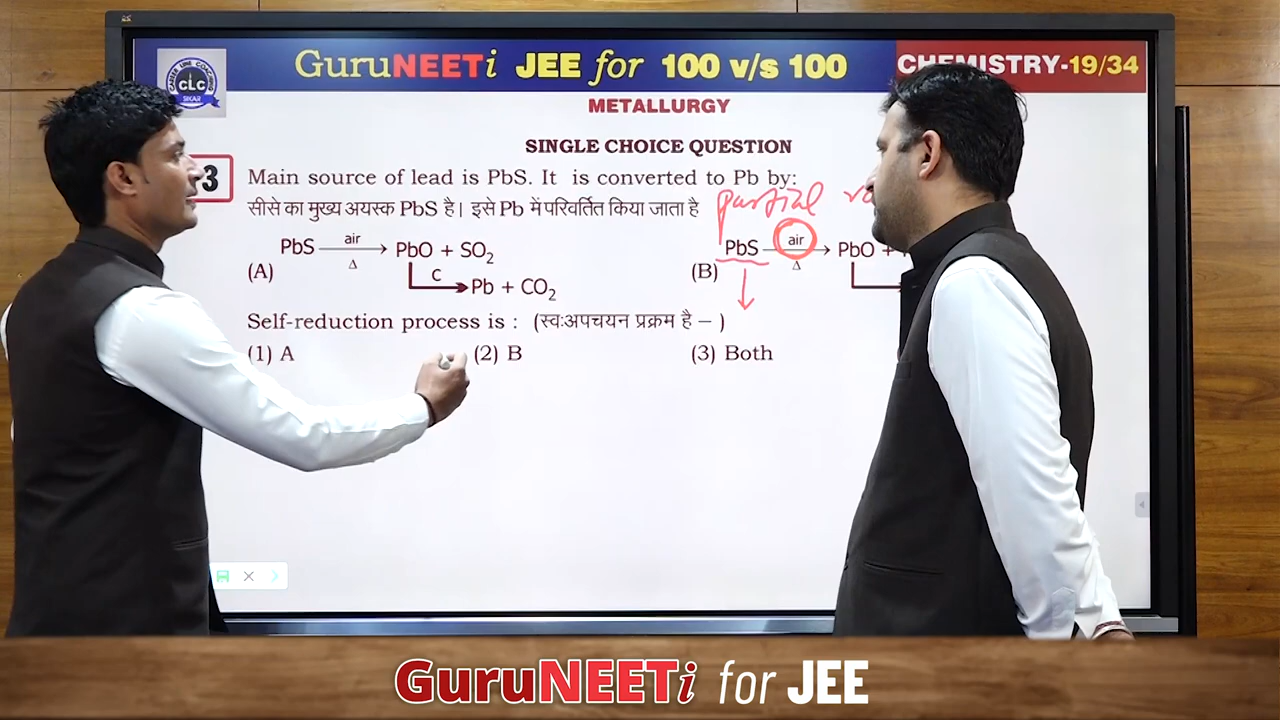 GuruNEETi JEE for 100 v/s 100
CHEMISTRY-19/34
CLC
SIKAR
METALLURGY
SINGLE CHOICE QUESTION
3 Main source of lead is PbS. It is converted to Pb by:
सीसे का मुख्य अयस्क PbS है। इसे Pb में परिवर्तित किया जाता है
partial
(A) PbS air Δ PbO + SO₂
C Pb + CO₂
(B) PbS air Δ PbO +
Self-reduction process is : (स्वःअपचयन प्रक्रम है – )
(1) A (2) B (3) Both
GuruNEETi for JEE